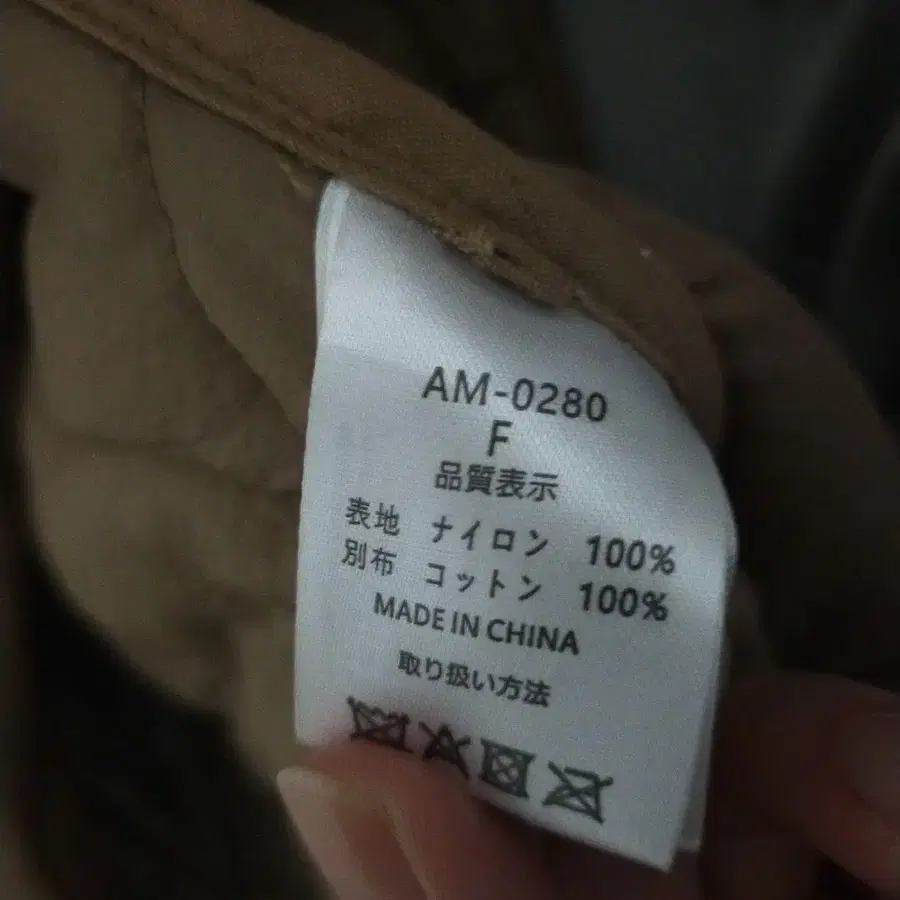 AM-0280
F
品質表示
表地 ナイロン 100%
別布 コットン 100%
MADE IN CHINA
取り扱い方法